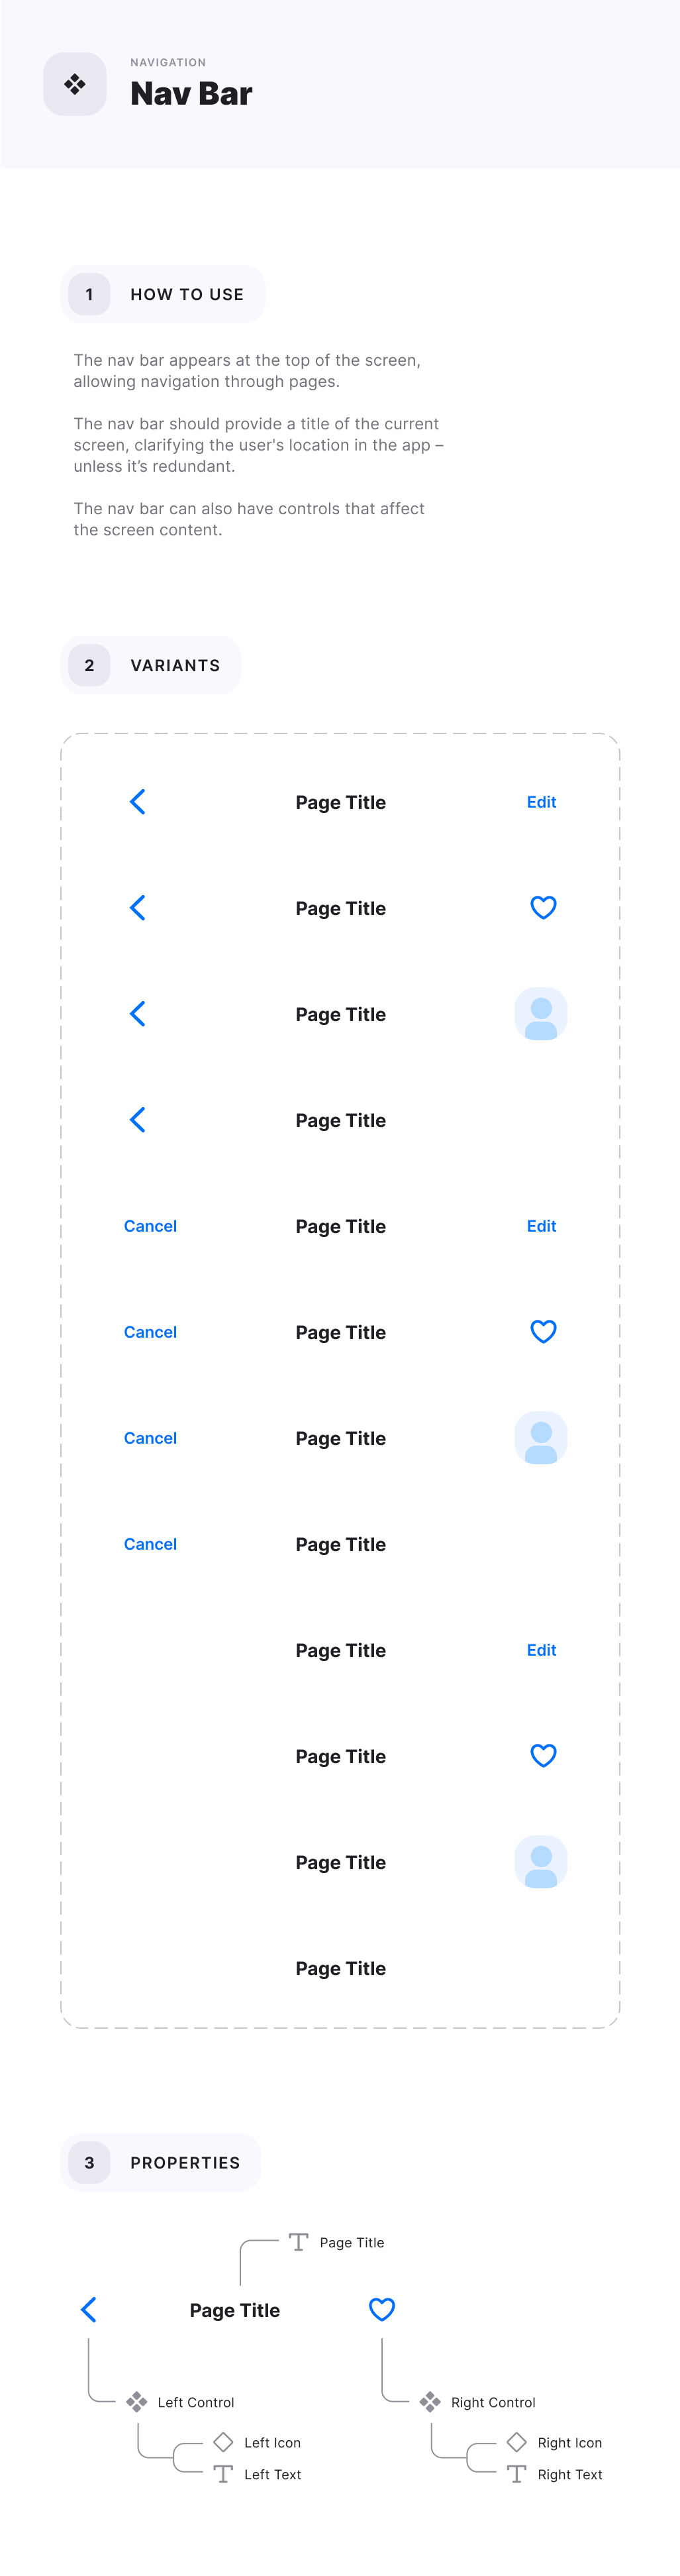 NAVIGATION
Nav Bar
1 HOW TO USE
The nav bar appears at the top of the screen,
allowing navigation through pages.
The nav bar should provide a title of the current
screen, clarifying the user's location in the app –
unless it’s redundant.
The nav bar can also have controls that affect
the screen content.
2 VARIANTS
Page Title Edit
Page Title
Page Title
Page Title
Cancel Page Title Edit
Cancel Page Title
Cancel Page Title
Cancel Page Title
Page Title Edit
Page Title
Page Title
Page Title
3 PROPERTIES
Page Title
Page Title
Left Control Right Control
Left Icon Right Icon
Left Text Right Text